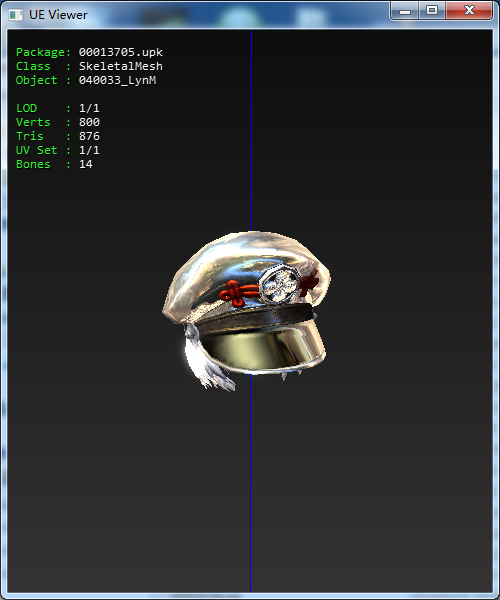 UE Viewer
Package: 00013705.upk
Class : SkeletalMesh
Object : 040033_LynM
LOD : 1/1
Verts : 800
Tris : 876
UV Set : 1/1
Bones : 14